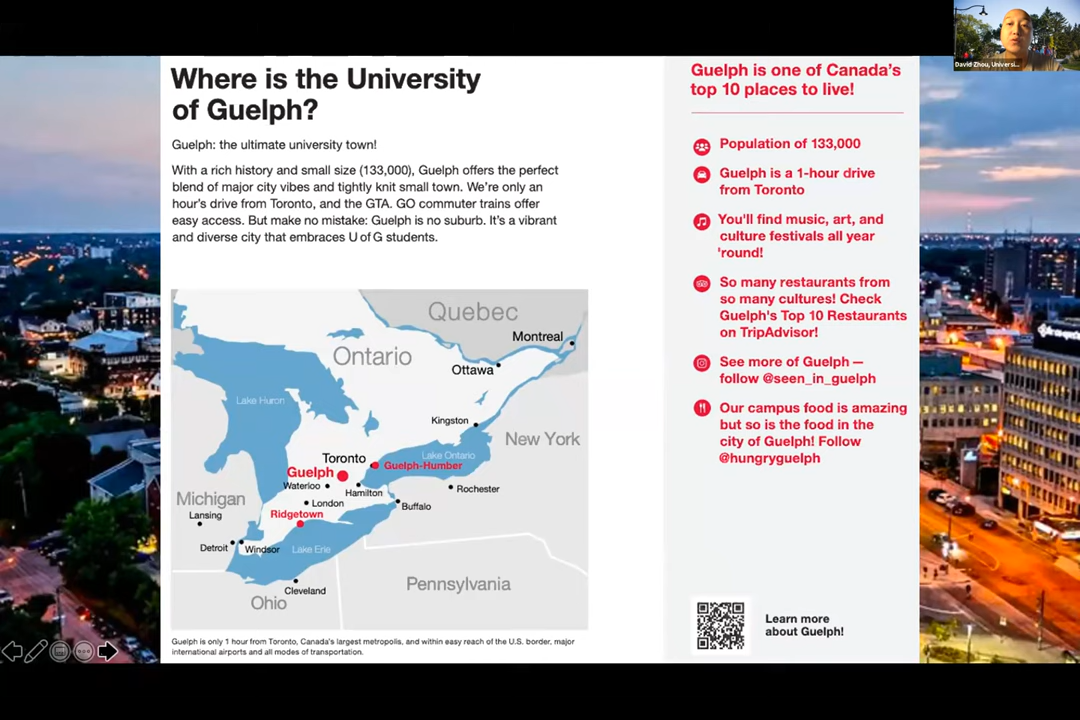 David Zhou, Universi...
Where is the University
of Guelph?
Guelph: the ultimate university town!
With a rich history and small size (133,000), Guelph offers the perfect
blend of major city vibes and tightly knit small town. We're only an
hour's drive from Toronto, and the GTA. GO commuter trains offer
easy access. But make no mistake: Guelph is no suburb. It's a vibrant
and diverse city that embraces U of G students.
Quebec
Montreal
Ontario
Ottawa
Lake Huron
Kingston
New York
Toronto
Lake Ontario
Guelph
Guelph-Humber
Waterloo
Hamilton
Rochester
Michigan
London
Buffalo
Lansing
Ridgetown
Detroit
Windsor
Lake Erie
Cleveland
Pennsylvania
Ohio
Guelph is only 1 hour from Toronto, Canada's largest metropolis, and within easy reach of the U.S. border, major
international airports and all modes of transportation.
Guelph is one of Canada's
top 10 places to live!
Population of 133,000
Guelph is a 1-hour drive
from Toronto
You'll find music, art, and
culture festivals all year
'round!
So many restaurants from
so many cultures! Check
Guelph's Top 10 Restaurants
on TripAdvisor!
See more of Guelph —
follow @seen_in_guelph
Our campus food is amazing
but so is the food in the
city of Guelph! Follow
@hungryguelph
Learn more
about Guelph!